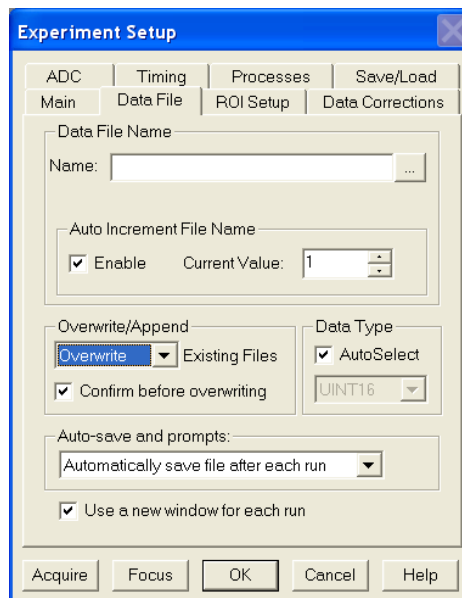 Experiment Setup
ADC Timing Processes Save/Load
Main Data File ROI Setup Data Corrections
Data File Name
Name: ...
Auto Increment File Name
Enable Current Value: 1
Overwrite/Append Data Type
Overwrite Existing Files AutoSelect
Confirm before overwriting UINT16
Auto-save and prompts:
Automatically save file after each run
Use a new window for each run
Acquire Focus OK Cancel Help